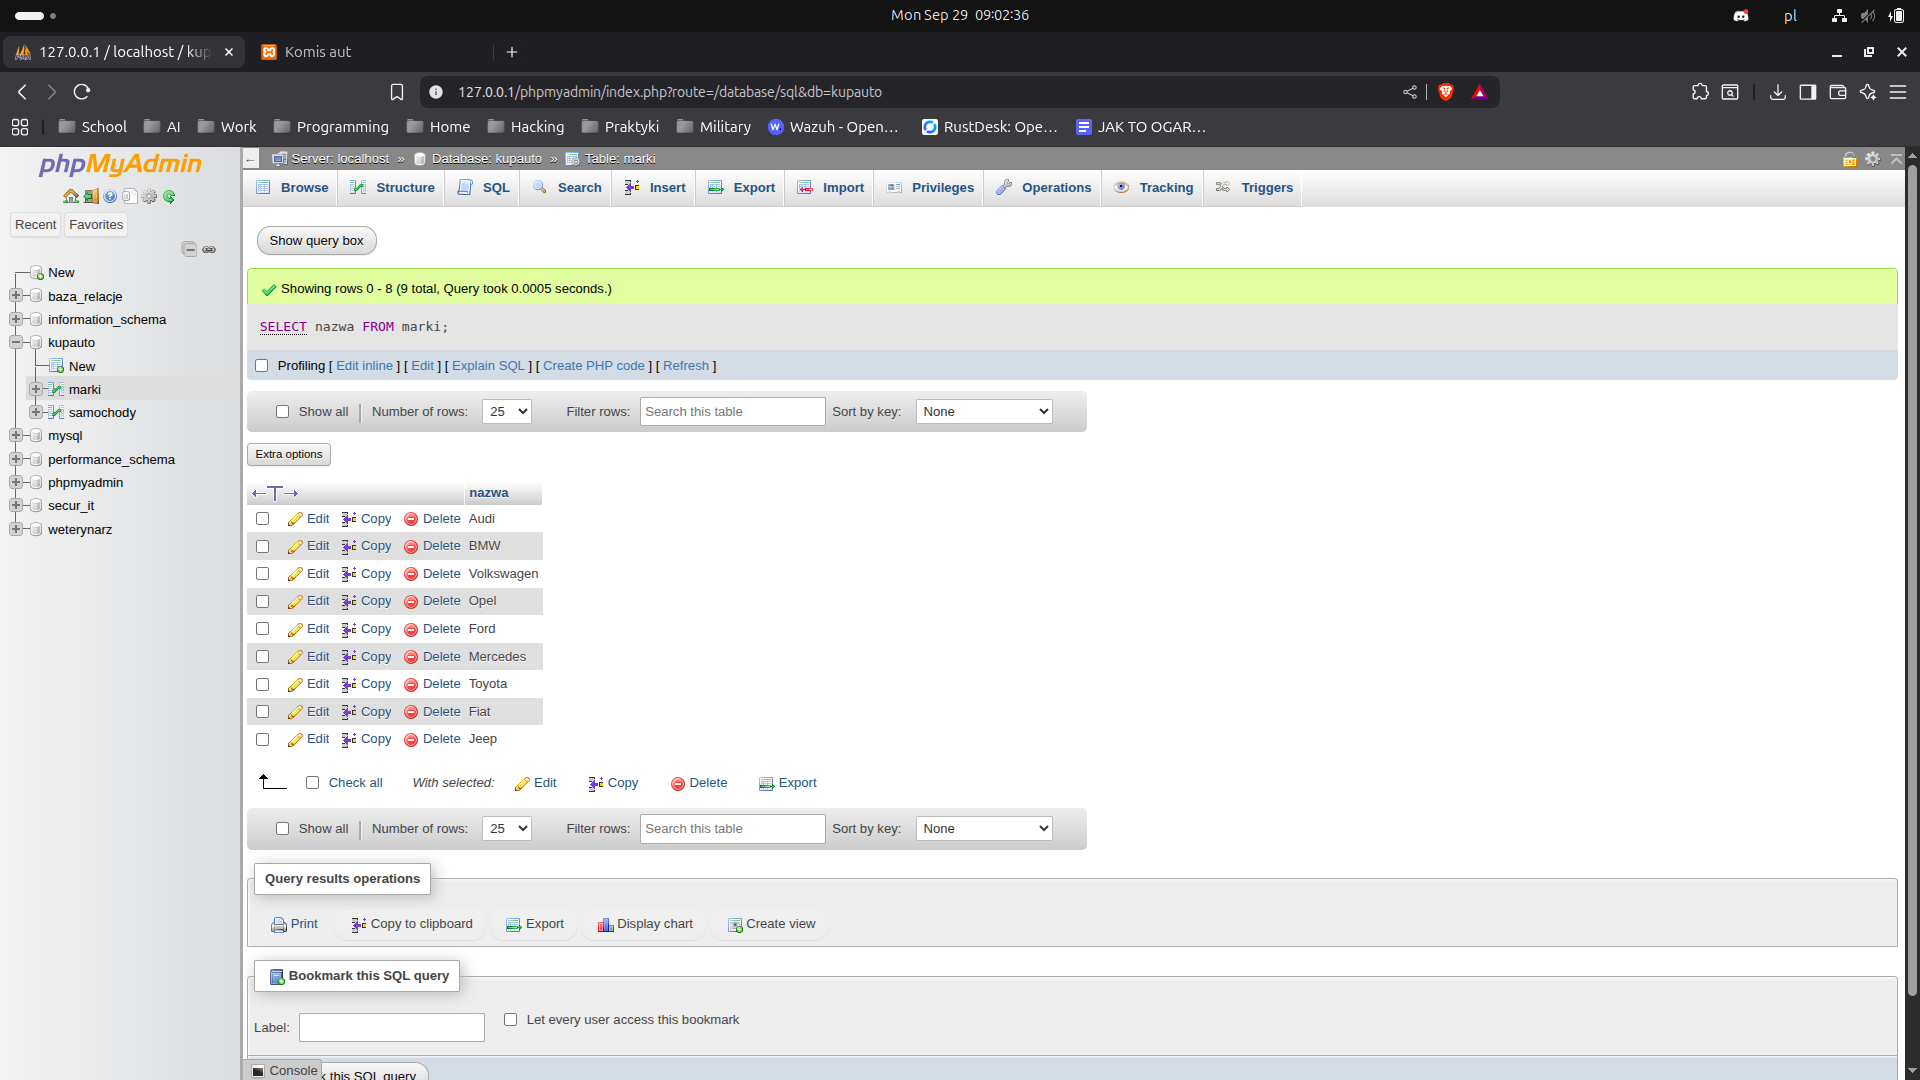 Mon Sep 29 09:02:36
pl
127.0.0.1 / localhost / kup
Komis aut
127.0.0.1/phpmyadmin/index.php?route=/database/sql&db=kupauto
School
AI
Work
Programming
Home
Hacking
Praktyki
Military
Wazuh - Open...
RustDesk: Ope...
JAK TO OGAR...
phpMyAdmin
Recent
Favorites
New
baza_relacje
information_schema
kupauto
New
marki
samochody
mysql
performance_schema
phpmyadmin
secur_it
weterynarz
Server: localhost » Database: kupauto » Table: marki
Browse
Structure
SQL
Search
Insert
Export
Import
Privileges
Operations
Tracking
Triggers
Show query box
Showing rows 0 - 8 (9 total, Query took 0.0005 seconds.)
SELECT nazwa FROM marki;
Profiling [ Edit inline ] [ Edit ] [ Explain SQL ] [ Create PHP code ] [ Refresh ]
Show all | Number of rows: 25 Filter rows: Search this table Sort by key: None
Extra options
←T→ nazwa
Edit Copy Delete Audi
Edit Copy Delete BMW
Edit Copy Delete Volkswagen
Edit Copy Delete Opel
Edit Copy Delete Ford
Edit Copy Delete Mercedes
Edit Copy Delete Toyota
Edit Copy Delete Fiat
Edit Copy Delete Jeep
Check all With selected: Edit Copy Delete Export
Show all | Number of rows: 25 Filter rows: Search this table Sort by key: None
Query results operations
Print Copy to clipboard Export Display chart Create view
Bookmark this SQL query
Label: Let every user access this bookmark
Console
k this SQL query